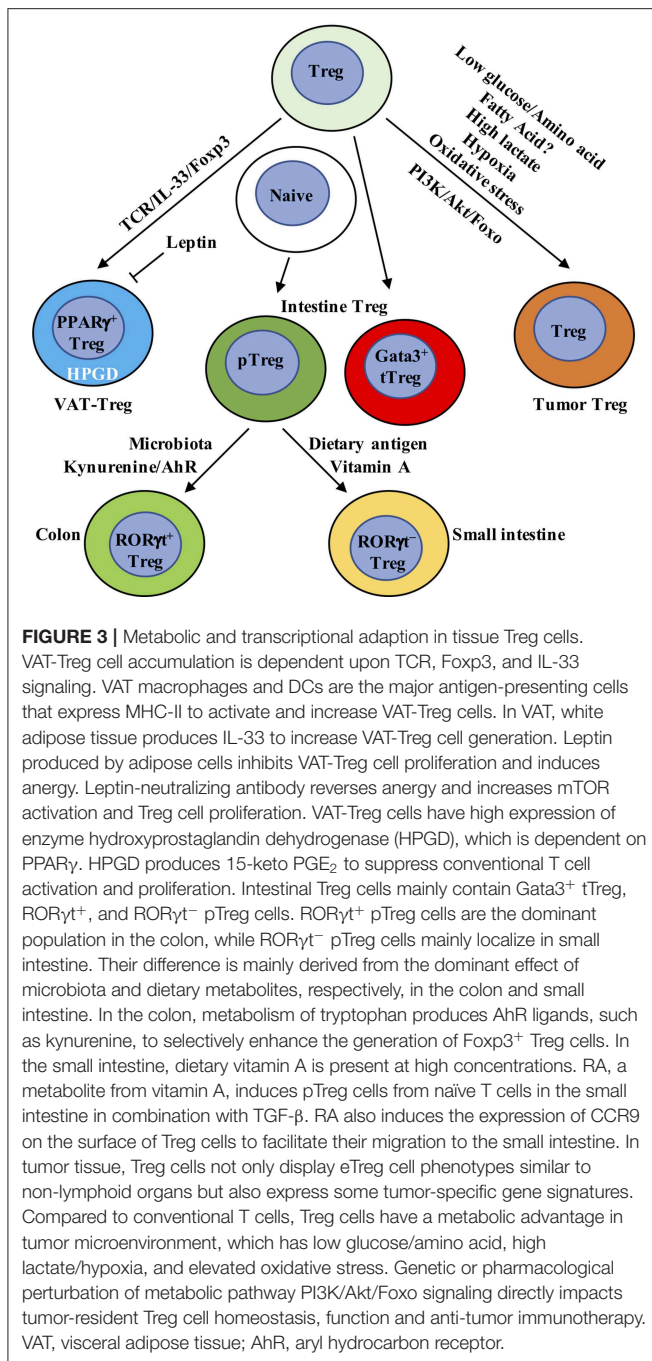 Treg
Low glucose/Amino acid
Fatty Acid?
High lactate
Hypoxia
Oxidative stress
PI3K/Akt/Foxo
TCR/IL-33/Foxp3
Naive
Leptin
Intestine Treg
PPARγ+
Treg
HPGD
VAT-Treg
pTreg
Gata3+
tTreg
Treg
Tumor Treg
Microbiota
Kynurenine/AhR
Dietary antigen
Vitamin A
Colon
RORγt+
Treg
RORγt−
Treg
Small intestine
FIGURE 3 | Metabolic and transcriptional adaption in tissue Treg cells.
VAT-Treg cell accumulation is dependent upon TCR, Foxp3, and IL-33
signaling. VAT macrophages and DCs are the major antigen-presenting cells
that express MHC-II to activate and increase VAT-Treg cells. In VAT, white
adipose tissue produces IL-33 to increase VAT-Treg cell generation. Leptin
produced by adipose cells inhibits VAT-Treg cell proliferation and induces
anergy. Leptin-neutralizing antibody reverses anergy and increases mTOR
activation and Treg cell proliferation. VAT-Treg cells have high expression of
enzyme hydroxyprostaglandin dehydrogenase (HPGD), which is dependent on
PPARγ. HPGD produces 15-keto PGE2 to suppress conventional T cell
activation and proliferation. Intestinal Treg cells mainly contain Gata3+ tTreg,
RORγt+, and RORγt− pTreg cells. RORγt+ pTreg cells are the dominant
population in the colon, while RORγt− pTreg cells mainly localize in small
intestine. Their difference is mainly derived from the dominant effect of
microbiota and dietary metabolites, respectively, in the colon and small
intestine. In the colon, metabolism of tryptophan produces AhR ligands, such
as kynurenine, to selectively enhance the generation of Foxp3+ Treg cells. In
the small intestine, dietary vitamin A is present at high concentrations. RA, a
metabolite from vitamin A, induces pTreg cells from naïve T cells in the small
intestine in combination with TGF-β. RA also induces the expression of CCR9
on the surface of Treg cells to facilitate their migration to the small intestine. In
tumor tissue, Treg cells not only display eTreg cell phenotypes similar to
non-lymphoid organs but also express some tumor-specific gene signatures.
Compared to conventional T cells, Treg cells have a metabolic advantage in
tumor microenvironment, which has low glucose/amino acid, high
lactate/hypoxia, and elevated oxidative stress. Genetic or pharmacological
perturbation of metabolic pathway PI3K/Akt/Foxo signaling directly impacts
tumor-resident Treg cell homeostasis, function and anti-tumor immunotherapy.
VAT, visceral adipose tissue; AhR, aryl hydrocarbon receptor.